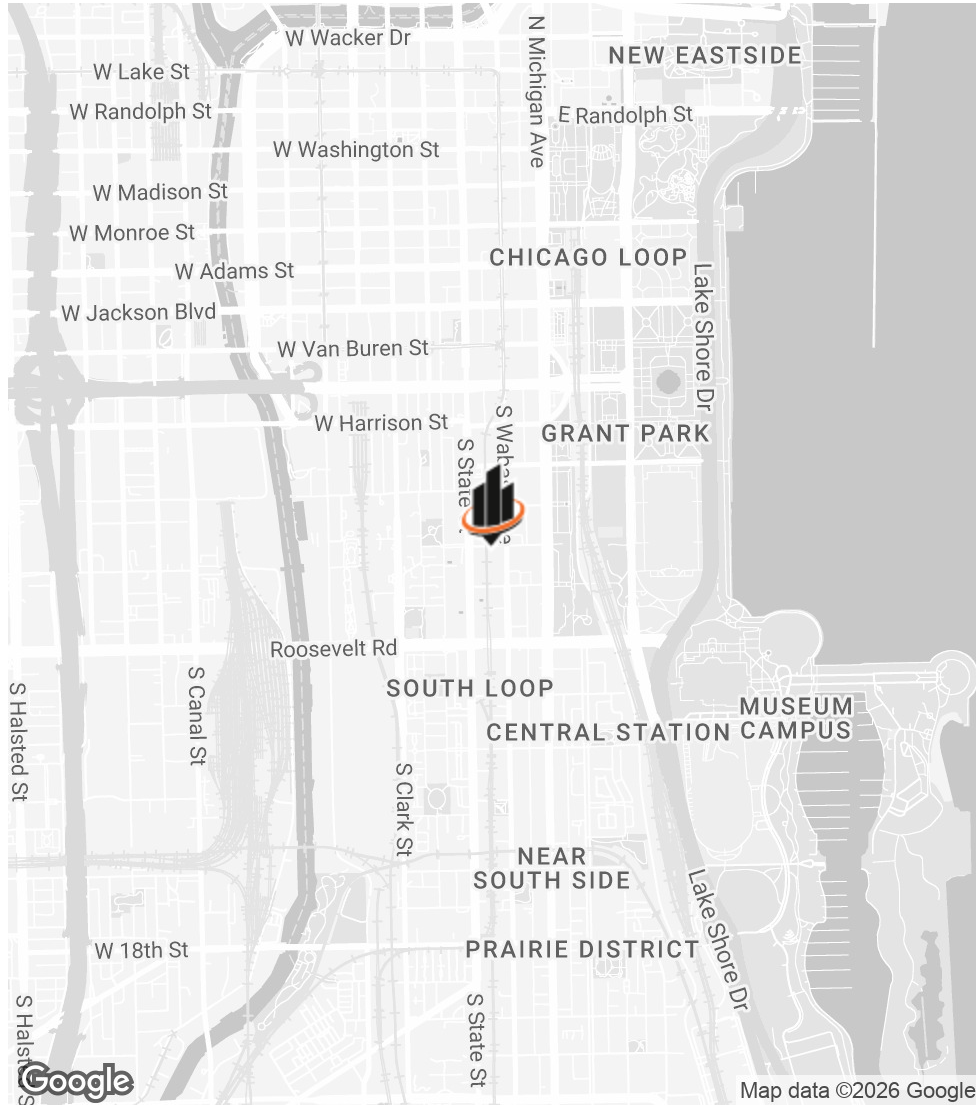 W Wacker Dr
N Michigan Ave
NEW EASTSIDE
W Lake St
W Randolph St
E Randolph St
W Washington St
W Madison St
W Monroe St
CHICAGO LOOP
W Adams St
Lake Shore Dr
W Jackson Blvd
W Van Buren St
W Harrison St
S State
GRANT PARK
Roosevelt Rd
SOUTH LOOP
S Halsted St
S Canal St
CENTRAL STATION
MUSEUM
CAMPUS
S Clark St
NEAR
SOUTH SIDE
Lake Shore Dr
W 18th St
PRAIRIE DISTRICT
S State St
Google
Map data ©2026 Google